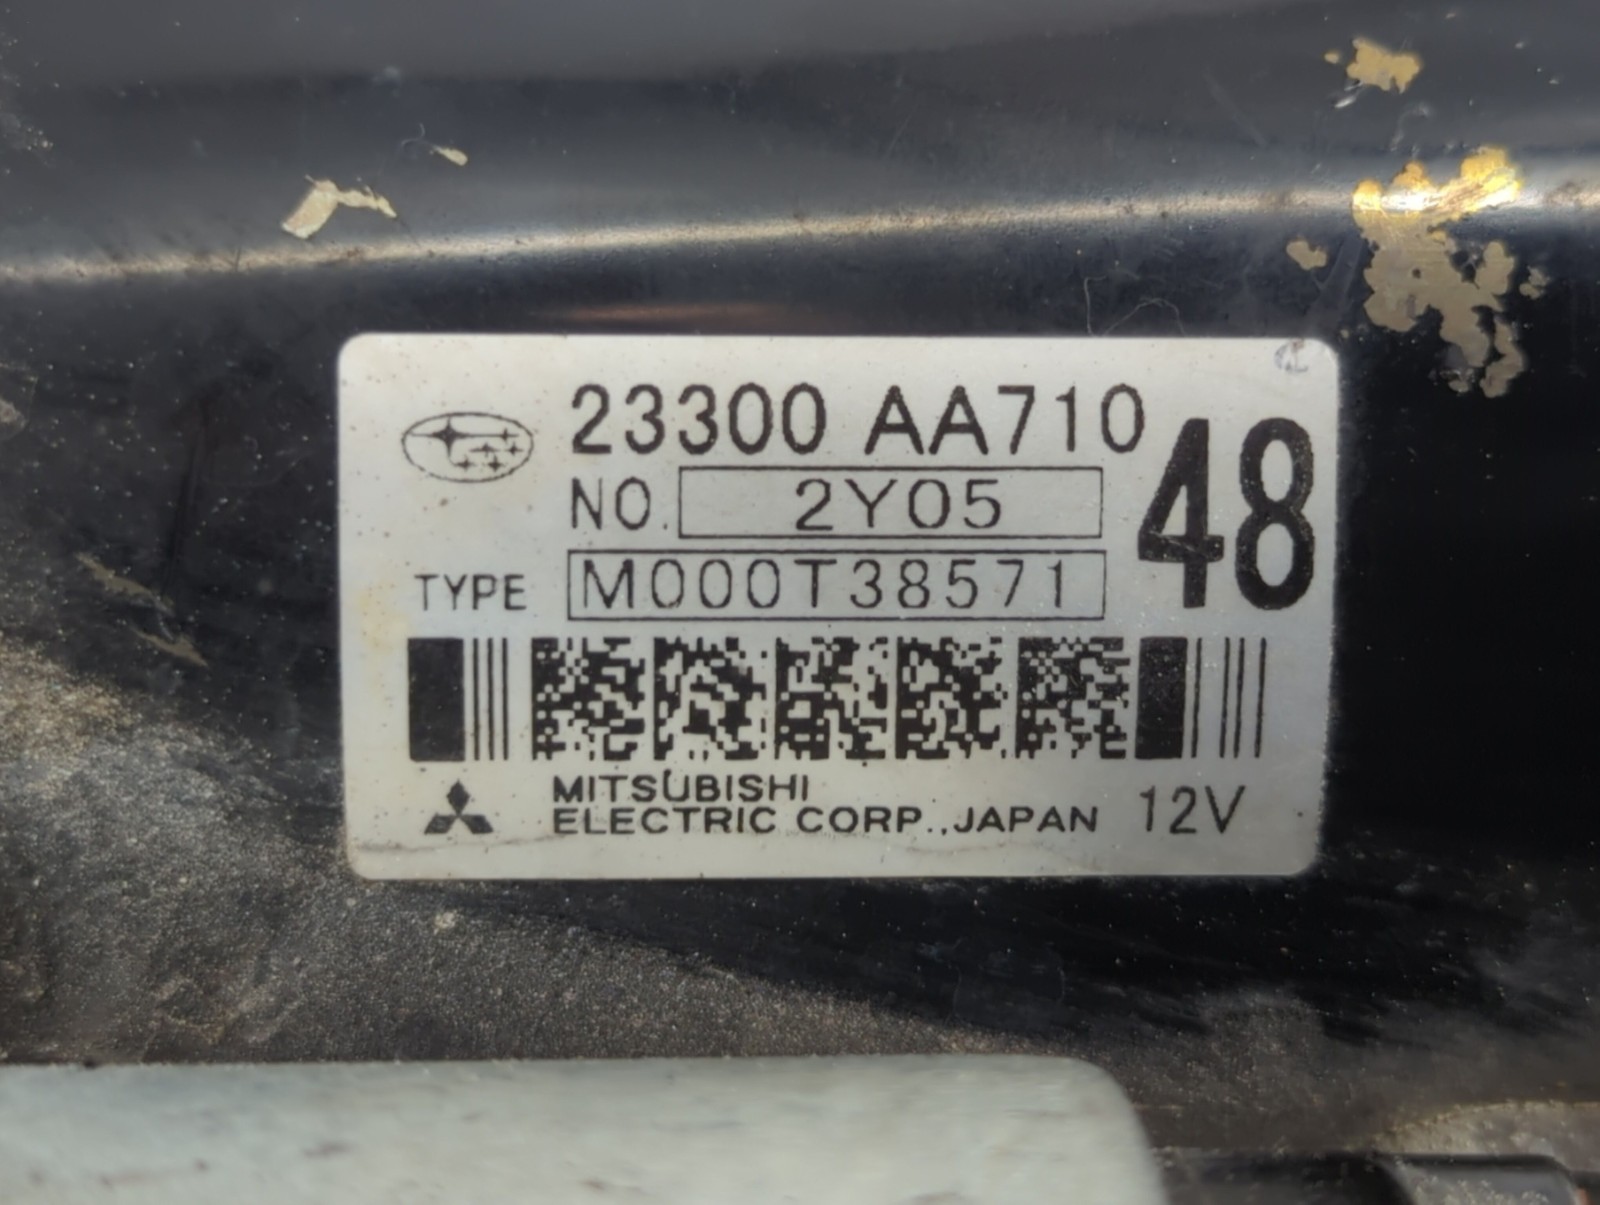 23300 AA710
48
NO. 2Y05
TYPE M000T38571
MITSUBISHI
ELECTRIC CORP.,JAPAN 12V